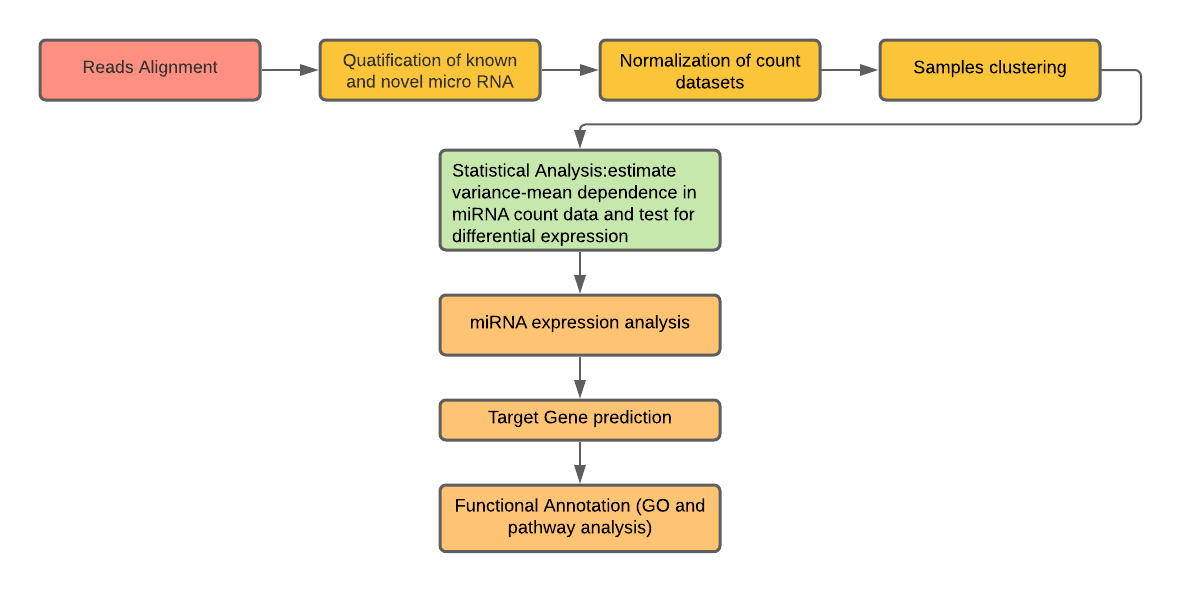 Reads Alignment
Quatification of known
and novel micro RNA
Normalization of count
datasets
Samples clustering
Statistical Analysis:estimate
variance-mean dependence in
miRNA count data and test for
differential expression
miRNA expression analysis
Target Gene prediction
Functional Annotation (GO and
pathway analysis)